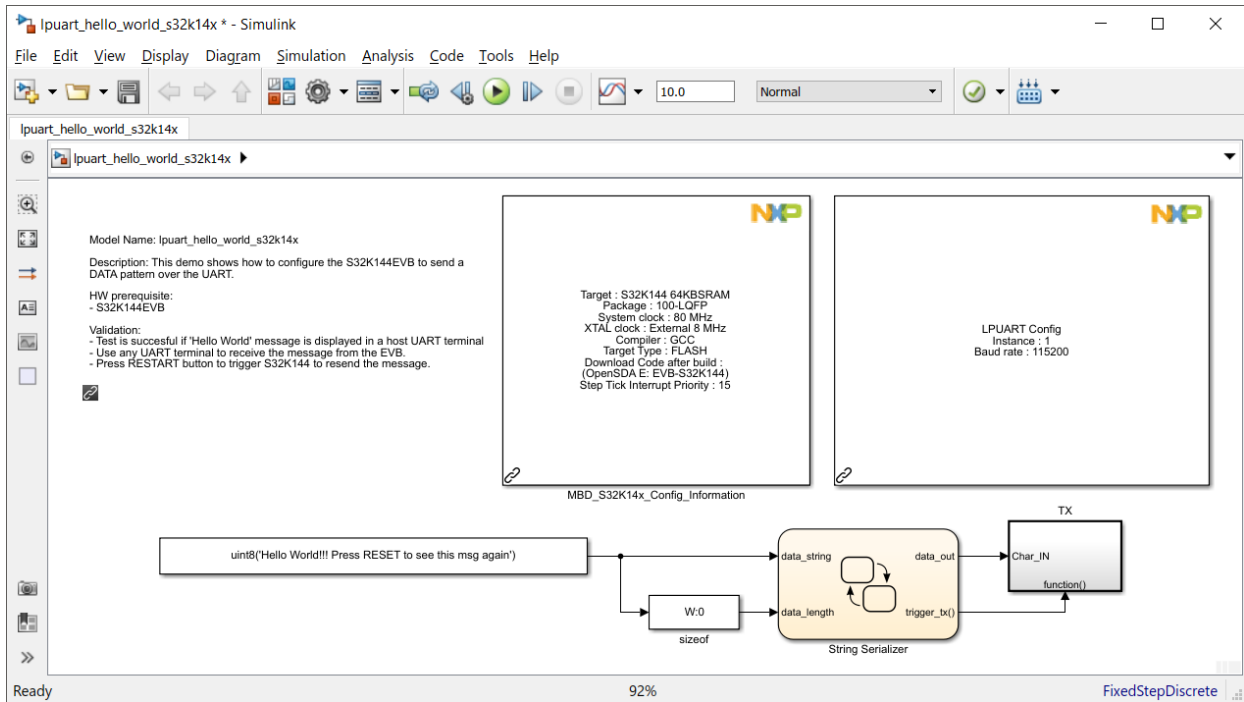 lpuart_hello_world_s32k14x * - Simulink
File Edit View Display Diagram Simulation Analysis Code Tools Help
10.0 Normal
lpuart_hello_world_s32k14x
lpuart_hello_world_s32k14x
Model Name: lpuart_hello_world_s32k14x
Description: This demo shows how to configure the S32K144EVB to send a
DATA pattern over the UART.
HW prerequisite:
- S32K144EVB
Validation:
- Test is succesful if 'Hello World' message is displayed in a host UART terminal
- Use any UART terminal to receive the message from the EVB.
- Press RESTART button to trigger S32K144 to resend the message.
NXP
Target : S32K144 64KBSRAM
Package : 100-LQFP
System clock : 80 MHz
XTAL clock : External 8 MHz
Compiler : GCC
Target Type : FLASH
Download Code after build :
(OpenSDA E: EVB-S32K144)
Step Tick Interrupt Priority : 15
MBD_S32K14x_Config_Information
NXP
LPUART Config
Instance : 1
Baud rate : 115200
uint8('Hello World!!! Press RESET to see this msg again')
W:0
sizeof
data_string data_out
data_length trigger_tx()
String Serializer
TX
Char_IN
function()
Ready 92% FixedStepDiscrete